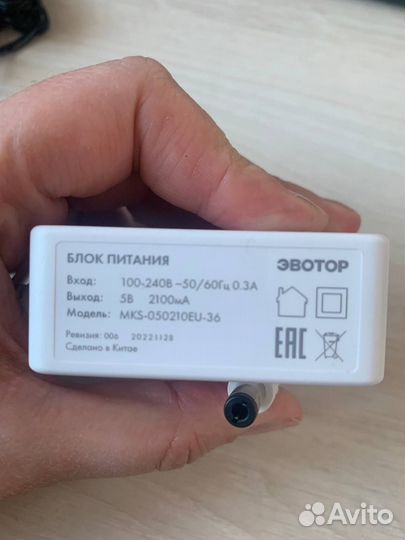 БЛОК ПИТАНИЯ
ЭВОТОР
Вход: 100-240В ~50/60Гц 0.3А
Выход: 5В 2100мА
Модель: MKS-050210EU-36
Ревизия: 006 20221128
Сделано в Китае
EAC
Avito